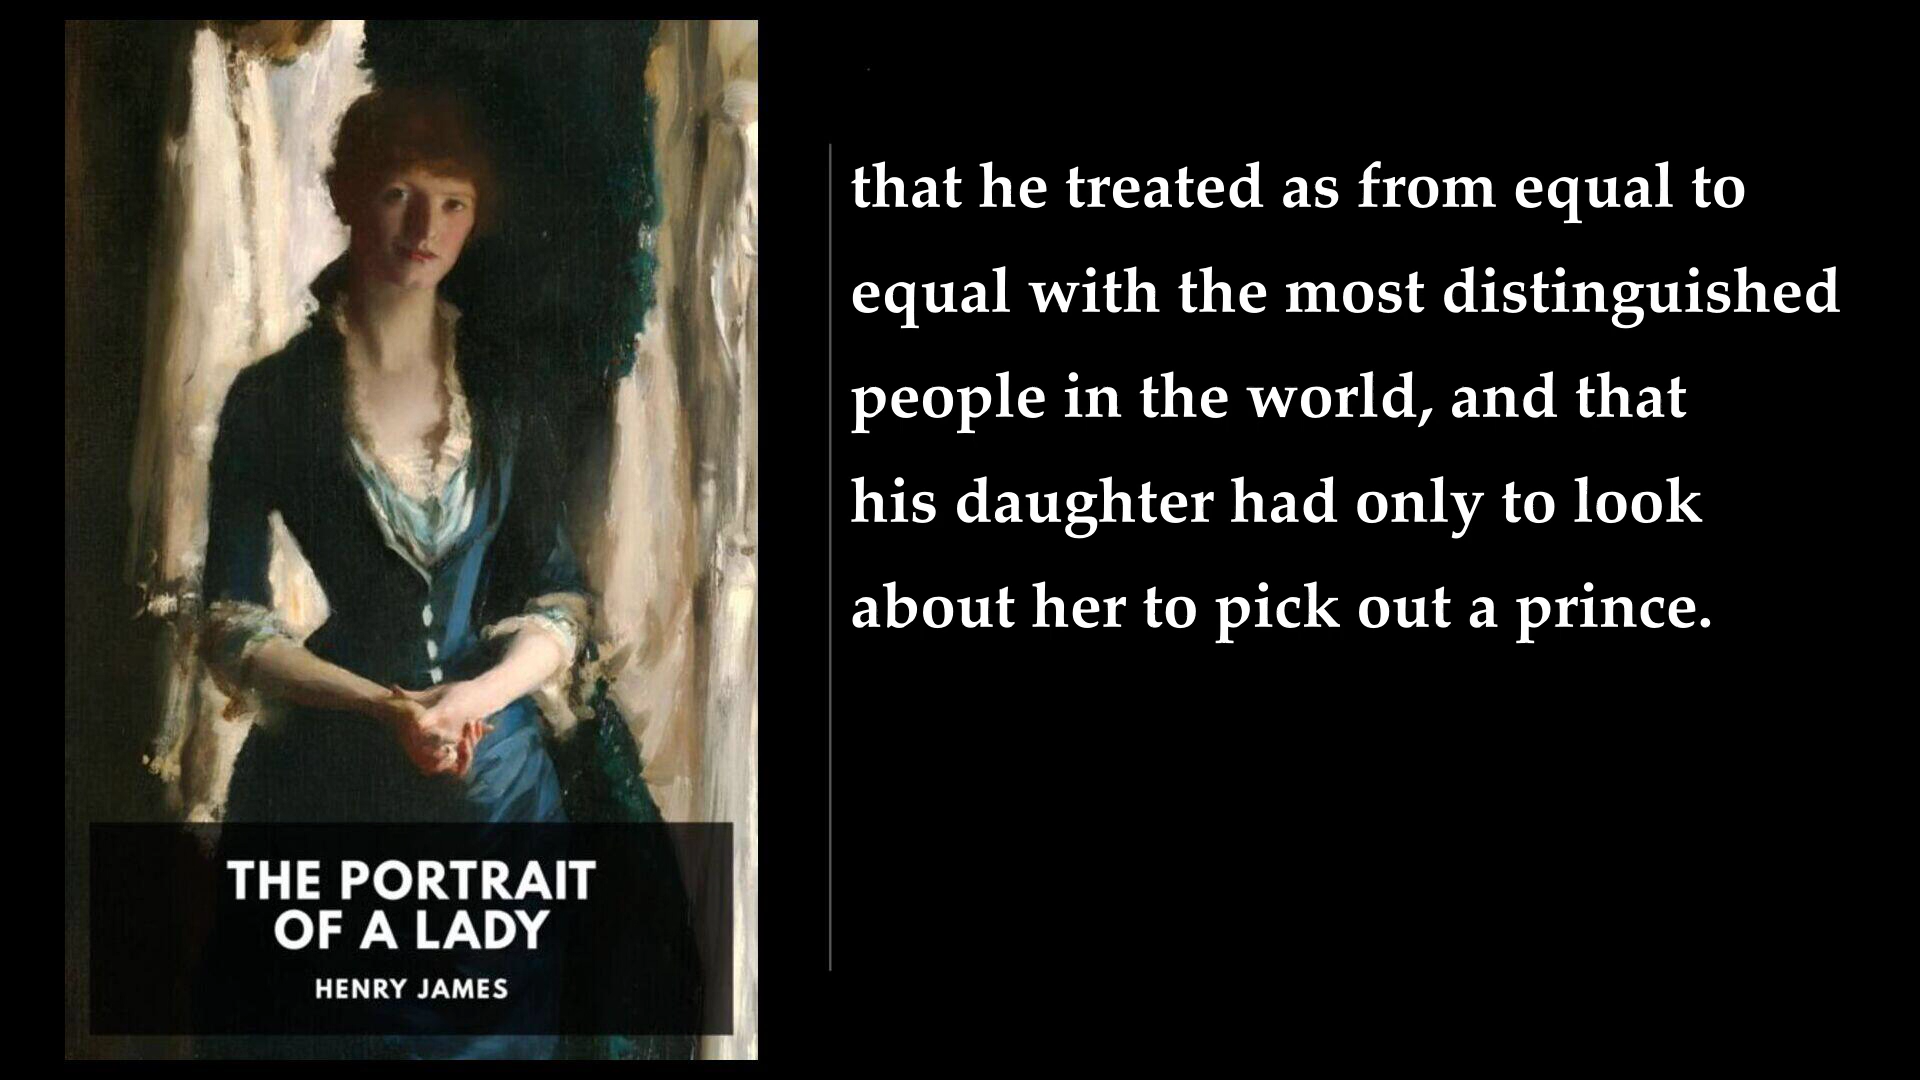 THE PORTRAIT
OF A LADY
HENRY JAMES
that he treated as from equal to
equal with the most distinguished
people in the world, and that
his daughter had only to look
about her to pick out a prince.